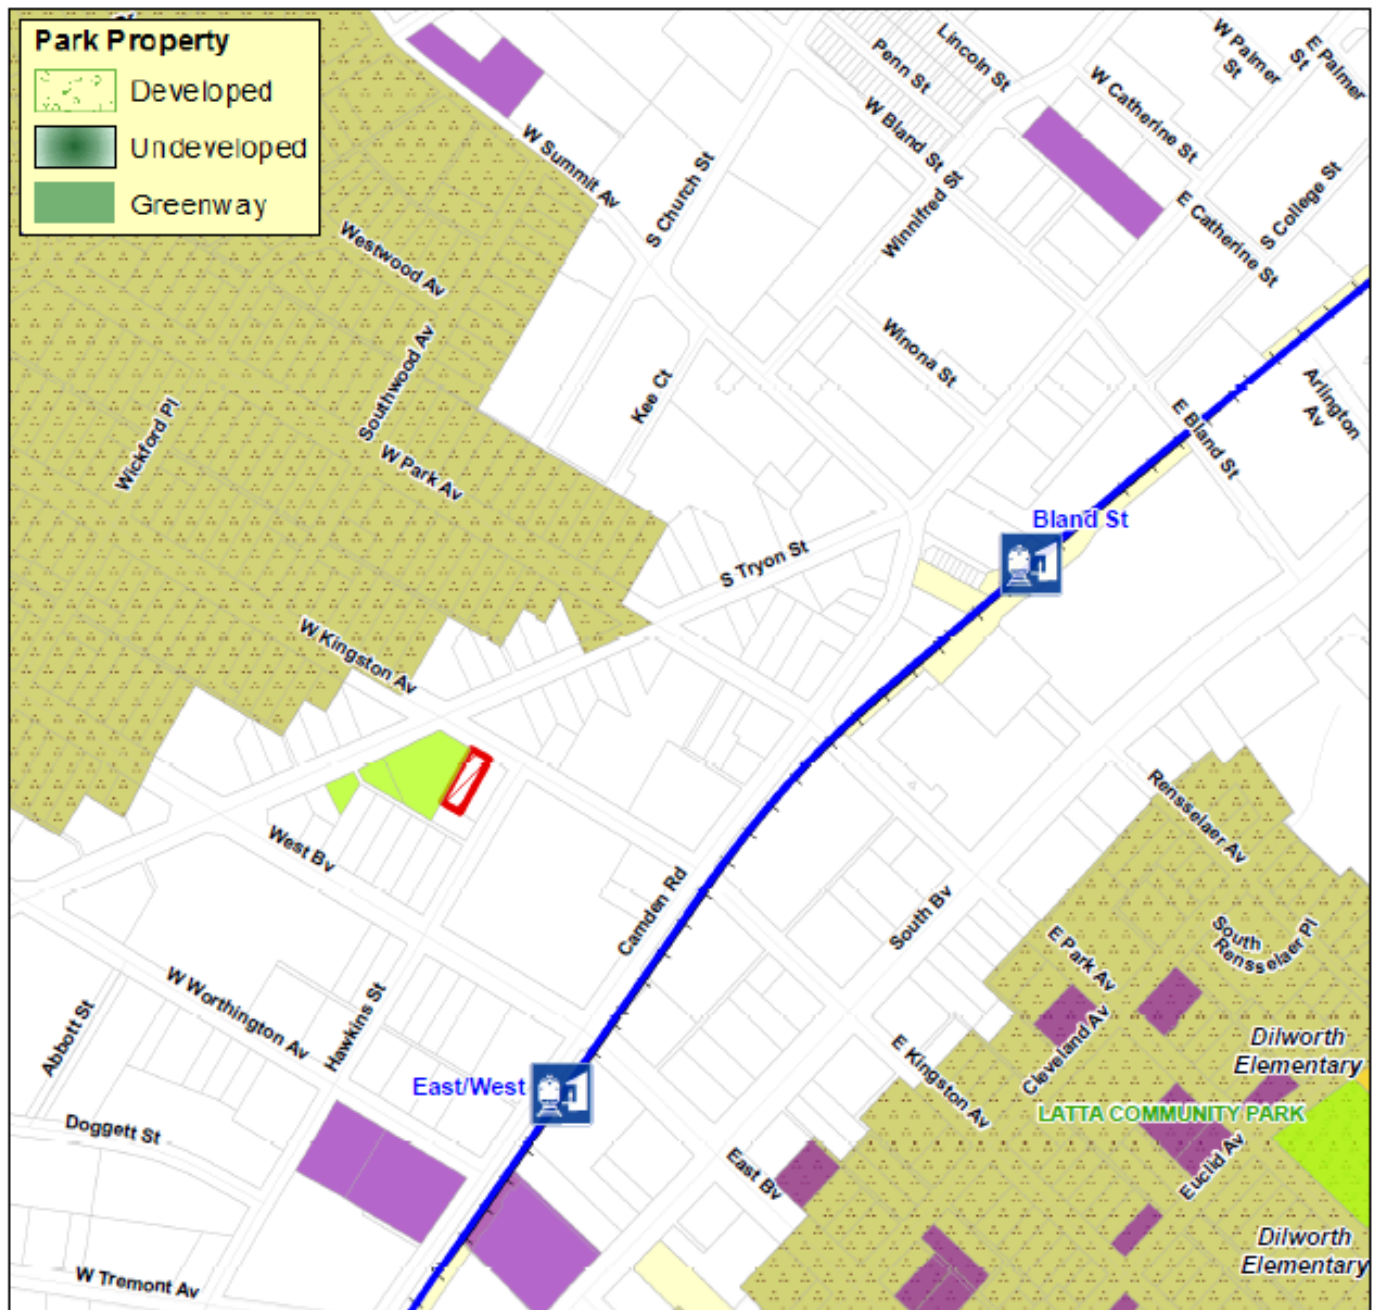 Park Property
Developed
Undeveloped
Greenway
Lincoln St
Penn St
W Palmer
St
E Palmer
St
W Catherine St
W Bland St
W Summit Av
S Church St
Winnifred St
E Catherine St
S College St
Westwood Av
Southwood Av
Wickford Pl
W Park Av
Kee Ct
Winona St
Arlington
Av
E Bland St
Bland St
S Tryon St
W Kingston Av
West Bv
Camden Rd
Rensselaer Av
South Bv
South
Rensselaer Pl
E Park Av
Cleveland Av
W Worthington Av
Hawkins St
Abbott St
Doggett St
East/West
E Kingston Av
Dilworth
Elementary
LATTA COMMUNITY PARK
Euclid Av
East Bv
Dilworth
Elementary
W Tremont Av